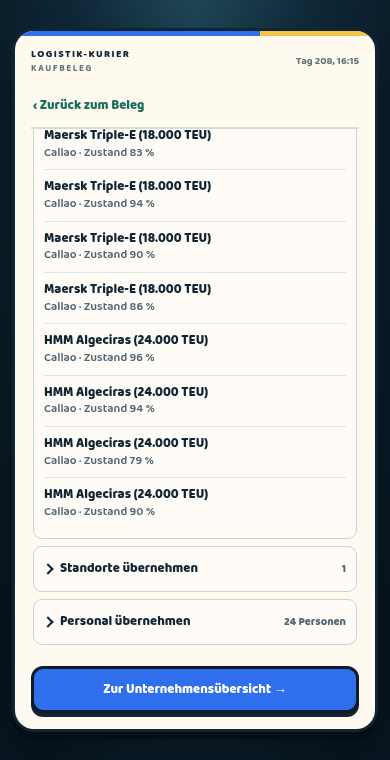 LOGISTIK-KURIER
KAUFBELEG
Tag 208, 16:15
‹ Zurück zum Beleg
Maersk Triple-E (18.000 TEU)
Callao · Zustand 83 %
Maersk Triple-E (18.000 TEU)
Callao · Zustand 94 %
Maersk Triple-E (18.000 TEU)
Callao · Zustand 90 %
Maersk Triple-E (18.000 TEU)
Callao · Zustand 86 %
HMM Algeciras (24.000 TEU)
Callao · Zustand 96 %
HMM Algeciras (24.000 TEU)
Callao · Zustand 94 %
HMM Algeciras (24.000 TEU)
Callao · Zustand 79 %
HMM Algeciras (24.000 TEU)
Callao · Zustand 90 %
Standorte übernehmen 1
Personal übernehmen 24 Personen
Zur Unternehmensübersicht →